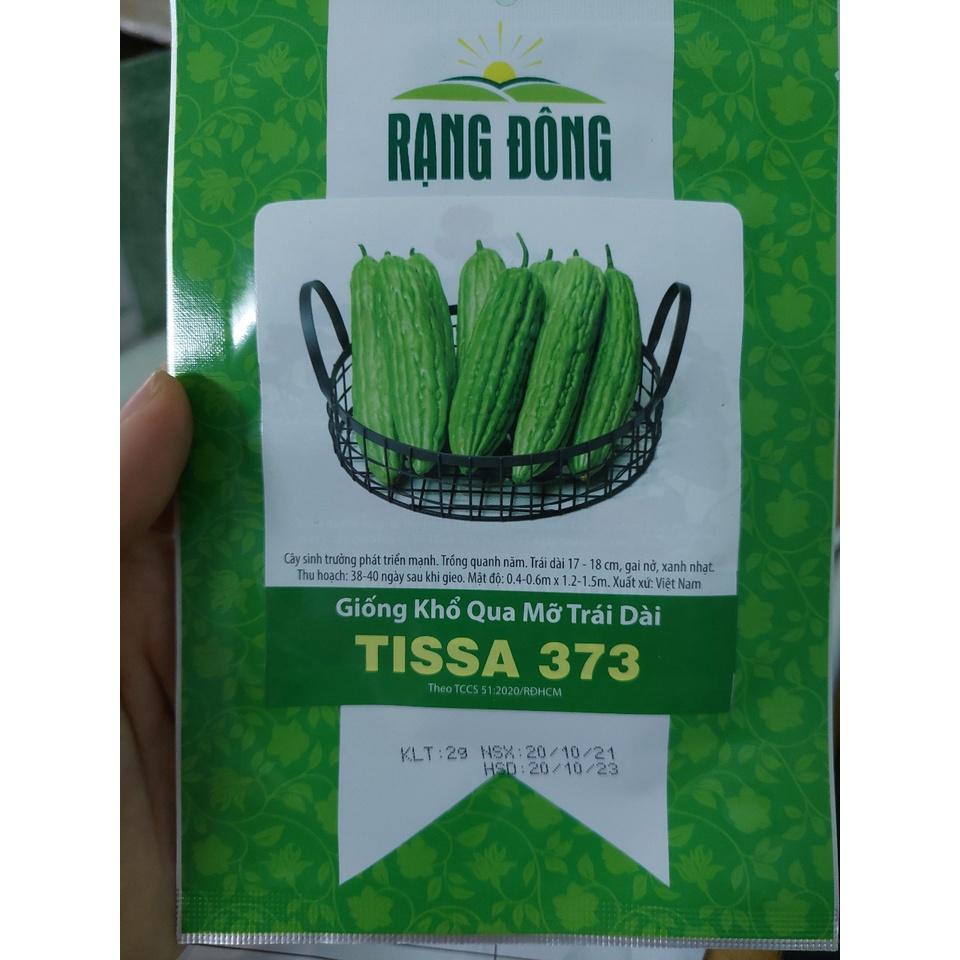 RẠNG ĐÔNG
Cây sinh trưởng phát triển mạnh. Trồng quanh năm. Trái dài 17 - 18 cm, gai nở, xanh nhạt.
Thu hoạch: 38-40 ngày sau khi gieo. Mật độ: 0.4-0.6m x 1.2-1.5m. Xuất xứ: Việt Nam
Giống Khổ Qua Mỡ Trái Dài
TISSA 373
Theo TCCS 51:2020/RĐHCM
KLT:2g NSX:20/10/21
HSD:20/10/23